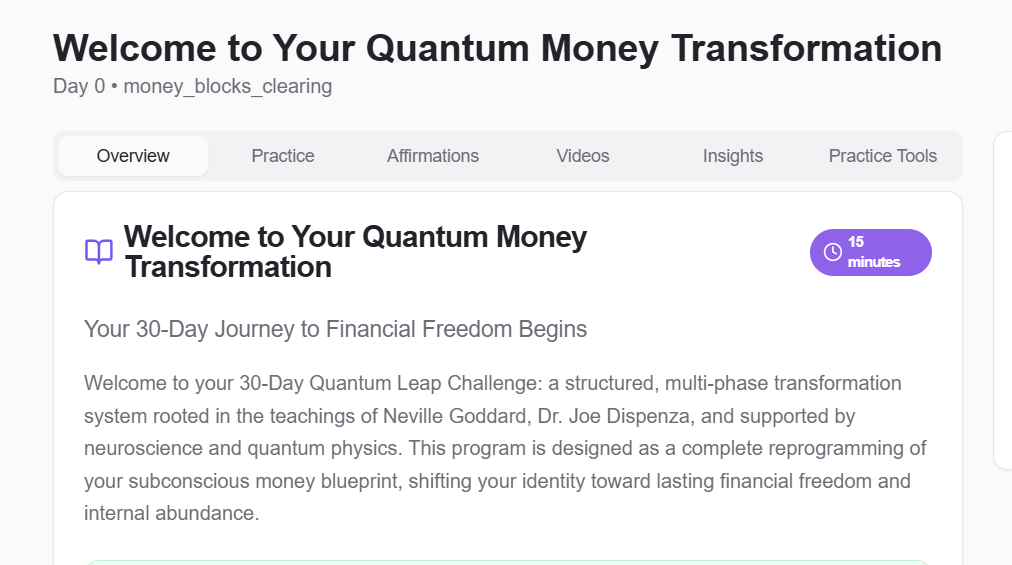 Welcome to Your Quantum Money Transformation
Day 0 • money_blocks_clearing
Overview
Practice
Affirmations
Videos
Insights
Practice Tools
Welcome to Your Quantum Money
Transformation
15
minutes
Your 30-Day Journey to Financial Freedom Begins
Welcome to your 30-Day Quantum Leap Challenge: a structured, multi-phase transformation
system rooted in the teachings of Neville Goddard, Dr. Joe Dispenza, and supported by
neuroscience and quantum physics. This program is designed as a complete reprogramming of
your subconscious money blueprint, shifting your identity toward lasting financial freedom and
internal abundance.